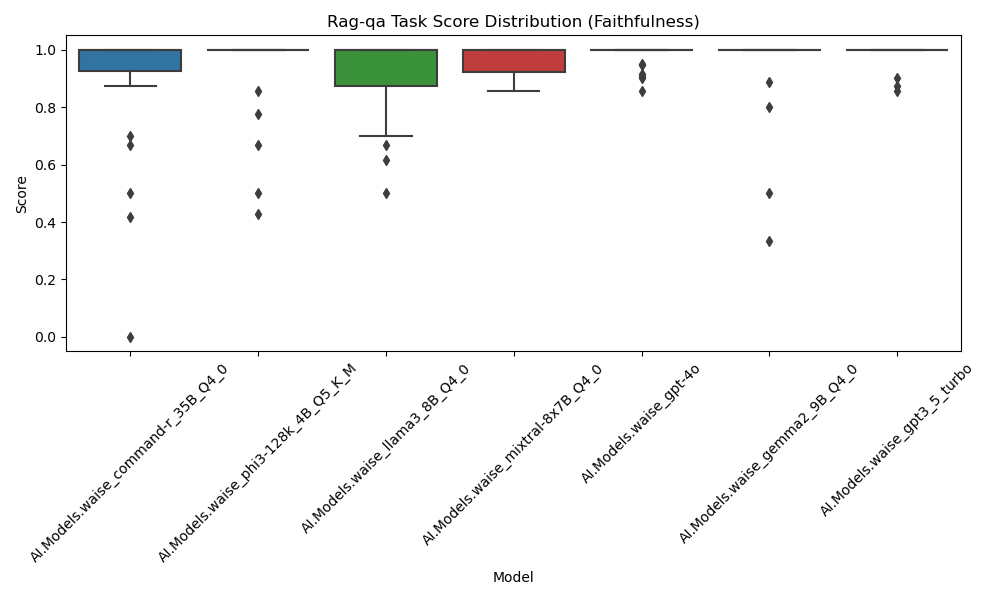 Rag-qa Task Score Distribution (Faithfulness)
1.0
0.8
0.6
0.4
0.2
0.0
Score
AI.Models.waise_command-r_35B_Q4_0
AI.Models.waise_phi3-128K_4B_Q5_K_M
AI.Models.waise_llama3_8B_Q4_0
AI.Models.waise_mixtral-8x7B_Q4_0
AI.Models.waise_gpt-4o
AI.Models.waise_gemma2_9B_Q4_0
AI.Models.waise_gpt3_5_turbo
Model